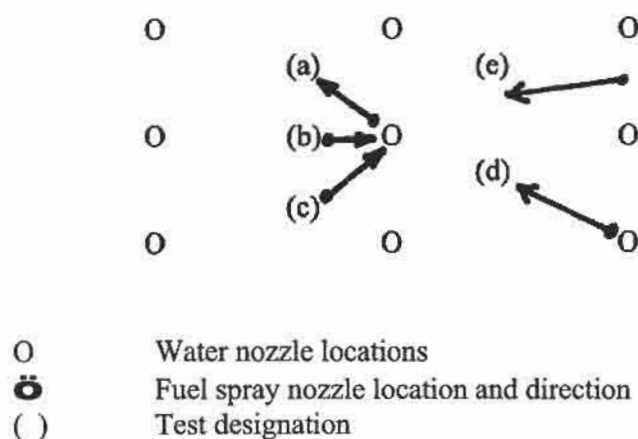 O O O
(a) (e)
(b) O O O
(d)
(c)
O O O
O Water nozzle locations
Ö Fuel spray nozzle location and direction
( ) Test designation